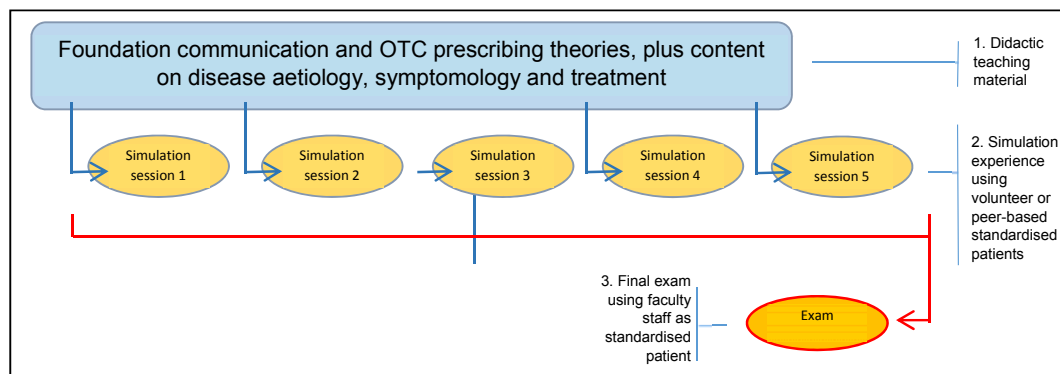 Foundation communication and OTC prescribing theories, plus content
on disease aetiology, symptomology and treatment
1. Didactic
teaching
material
Simulation
session 1
Simulation
session 2
Simulation
session 3
Simulation
session 4
Simulation
session 5
2. Simulation
experience
using
volunteer or
peer-based
standardised
patients
3. Final exam
using faculty
staff as
standardised
patient
Exam